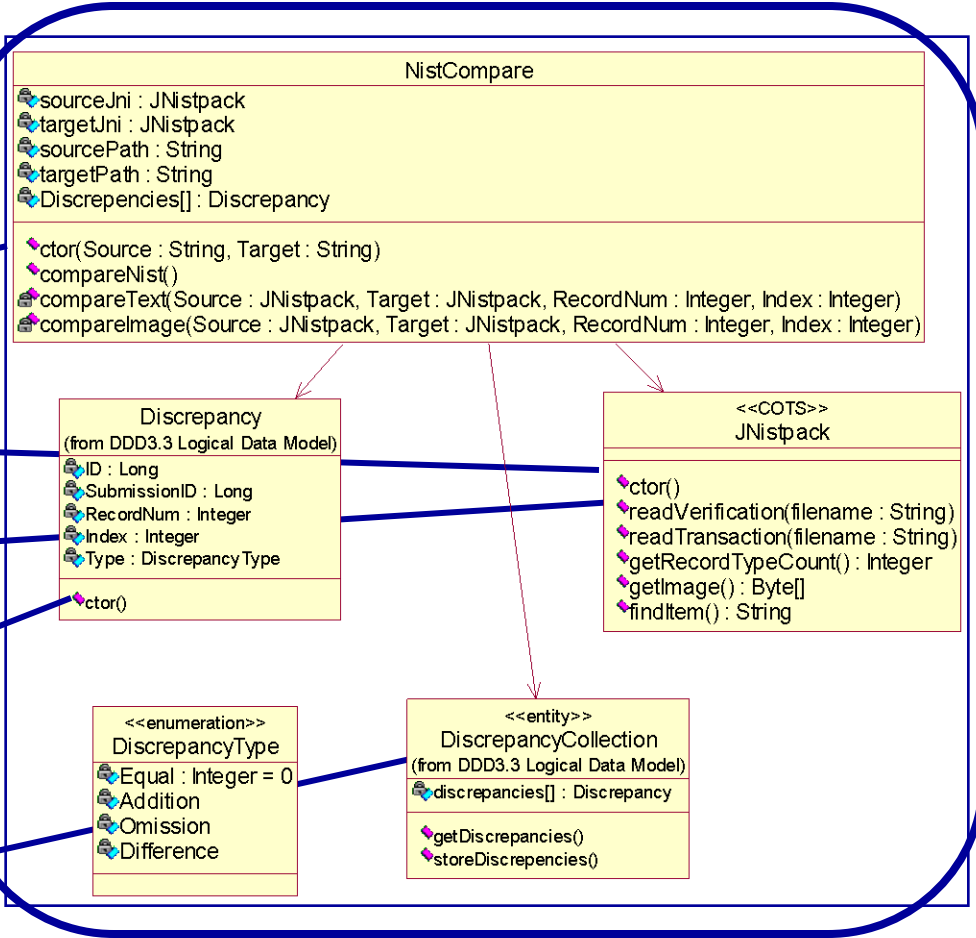 NistCompare
sourceJni : JNistpack
targetJni : JNistpack
sourcePath : String
targetPath : String
Discrepencies[] : Discrepancy
ctor(Source : String, Target : String)
compareNist()
compareText(Source : JNistpack, Target : JNistpack, RecordNum : Integer, Index : Integer)
compareImage(Source : JNistpack, Target : JNistpack, RecordNum : Integer, Index : Integer)
Discrepancy
(from DDD3.3 Logical Data Model)
ID : Long
SubmissionID : Long
RecordNum : Integer
Index : Integer
Type : DiscrepancyType
ctor()
<<COTS>>
JNistpack
ctor()
readVerification(filename : String)
readTransaction(filename : String)
getRecordTypeCount() : Integer
getImage() : Byte[]
findItem() : String
<<enumeration>>
DiscrepancyType
Equal : Integer = 0
Addition
Omission
Difference
<<entity>>
DiscrepancyCollection
(from DDD3.3 Logical Data Model)
discrepancies[] : Discrepancy
getDiscrepancies()
storeDiscrepencies()